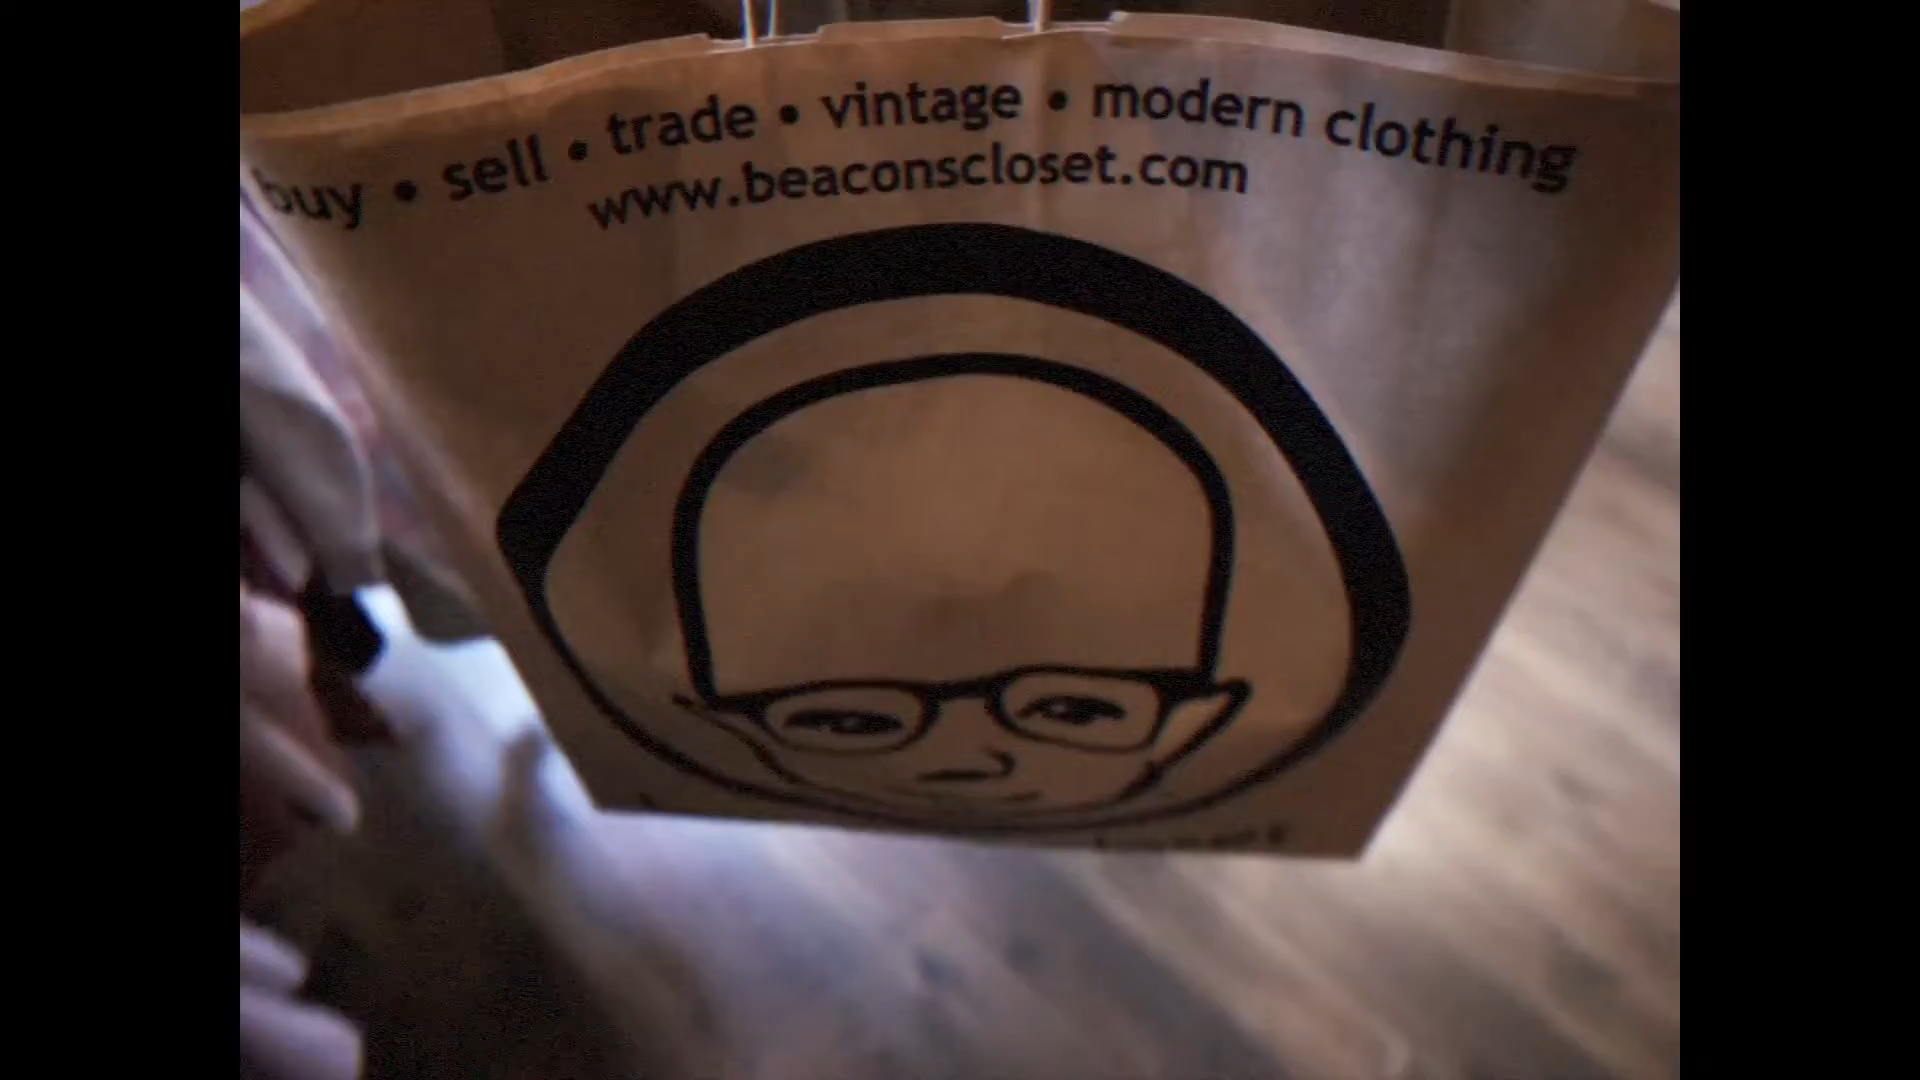 buy • sell • trade • vintage • modern clothing
www.beaconscloset.com